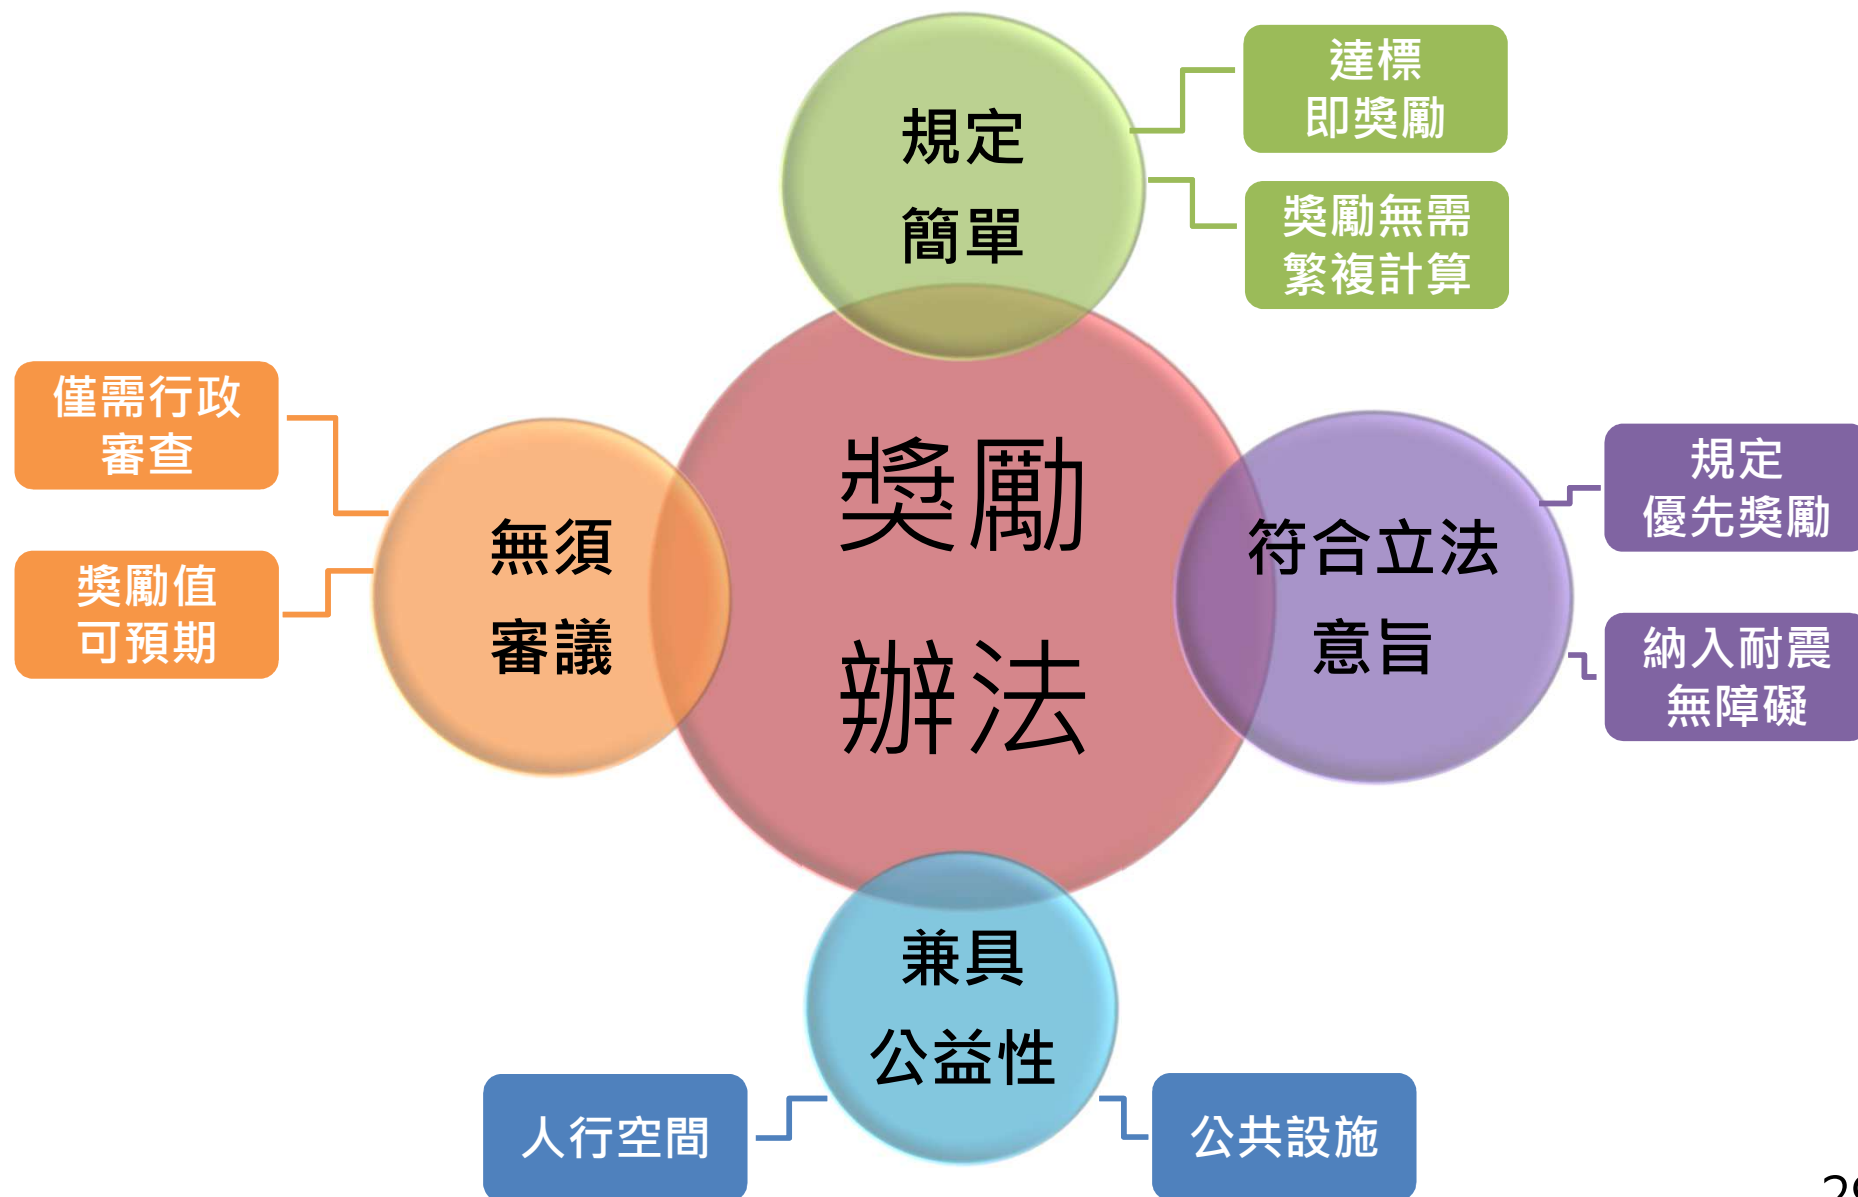 規定
簡單
達標
即獎勵
獎勵無需
繁複計算
僅需行政
審查
獎勵值
可預期
無須
審議
獎勵
辦法
符合立法
意旨
規定
優先獎勵
納入耐震
無障礙
兼具
公益性
人行空間
公共設施